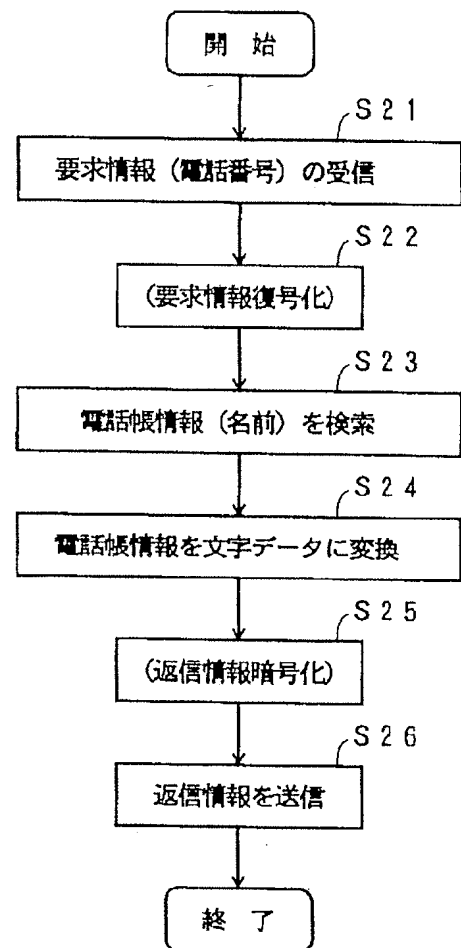 開 始
S21
要求情報(電話番号)の受信
S22
(要求情報復号化)
S23
電話帳情報(名前)を検索
S24
電話帳情報を文字データに変換
S25
(返信情報暗号化)
S26
返信情報を送信
終 了